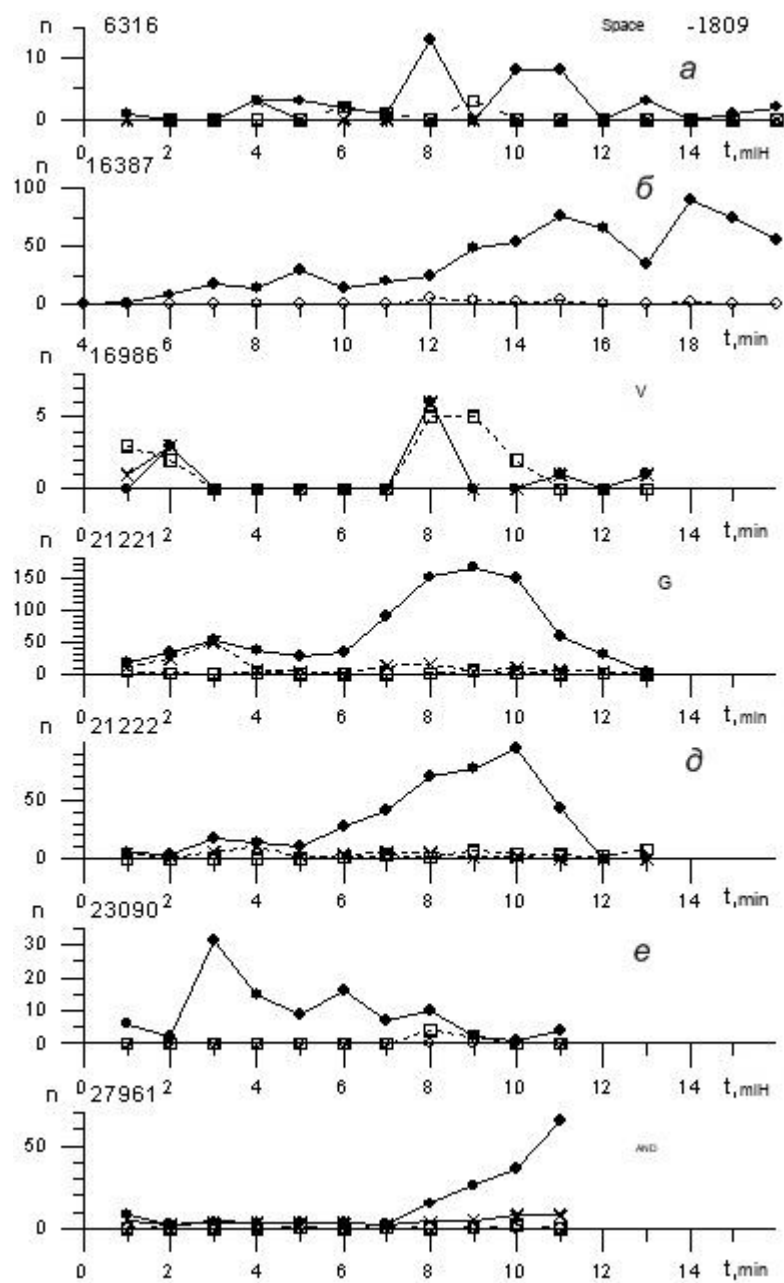 n 6316 Space -1809
10
а
0
0 2 4 6 8 10 12 14 t,mlH
n 16387
100
б
50
0
4 6 8 10 12 14 16 18 t,min
n 16986
V
5
0
0 2 4 6 8 10 12 14 t,min
n 21221
150
G
100
50
0
0 2 4 6 8 10 12 14 t,min
n 21222
д
50
0
0 2 4 6 8 10 12 14 t,min
n 23090
30
е
20
10
0
0 2 4 6 8 10 12 14 t,mlH
n 27961
50
AND
0
0 2 4 6 8 10 12 14 t,min